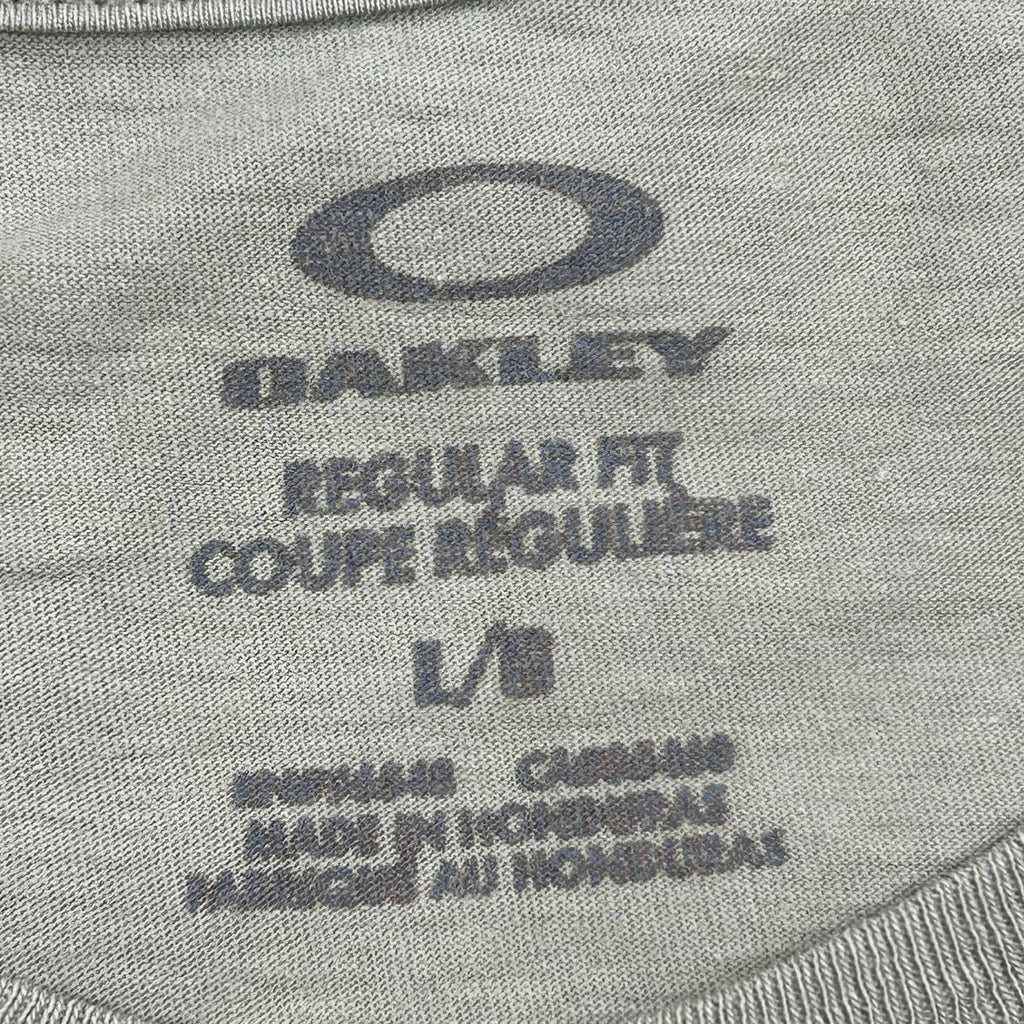 OAKLEY
REGULAR FIT
COUPE RÉGULIÈRE
L/G
MADE IN HONDURAS
FABRIQUÉ AU HONDURAS